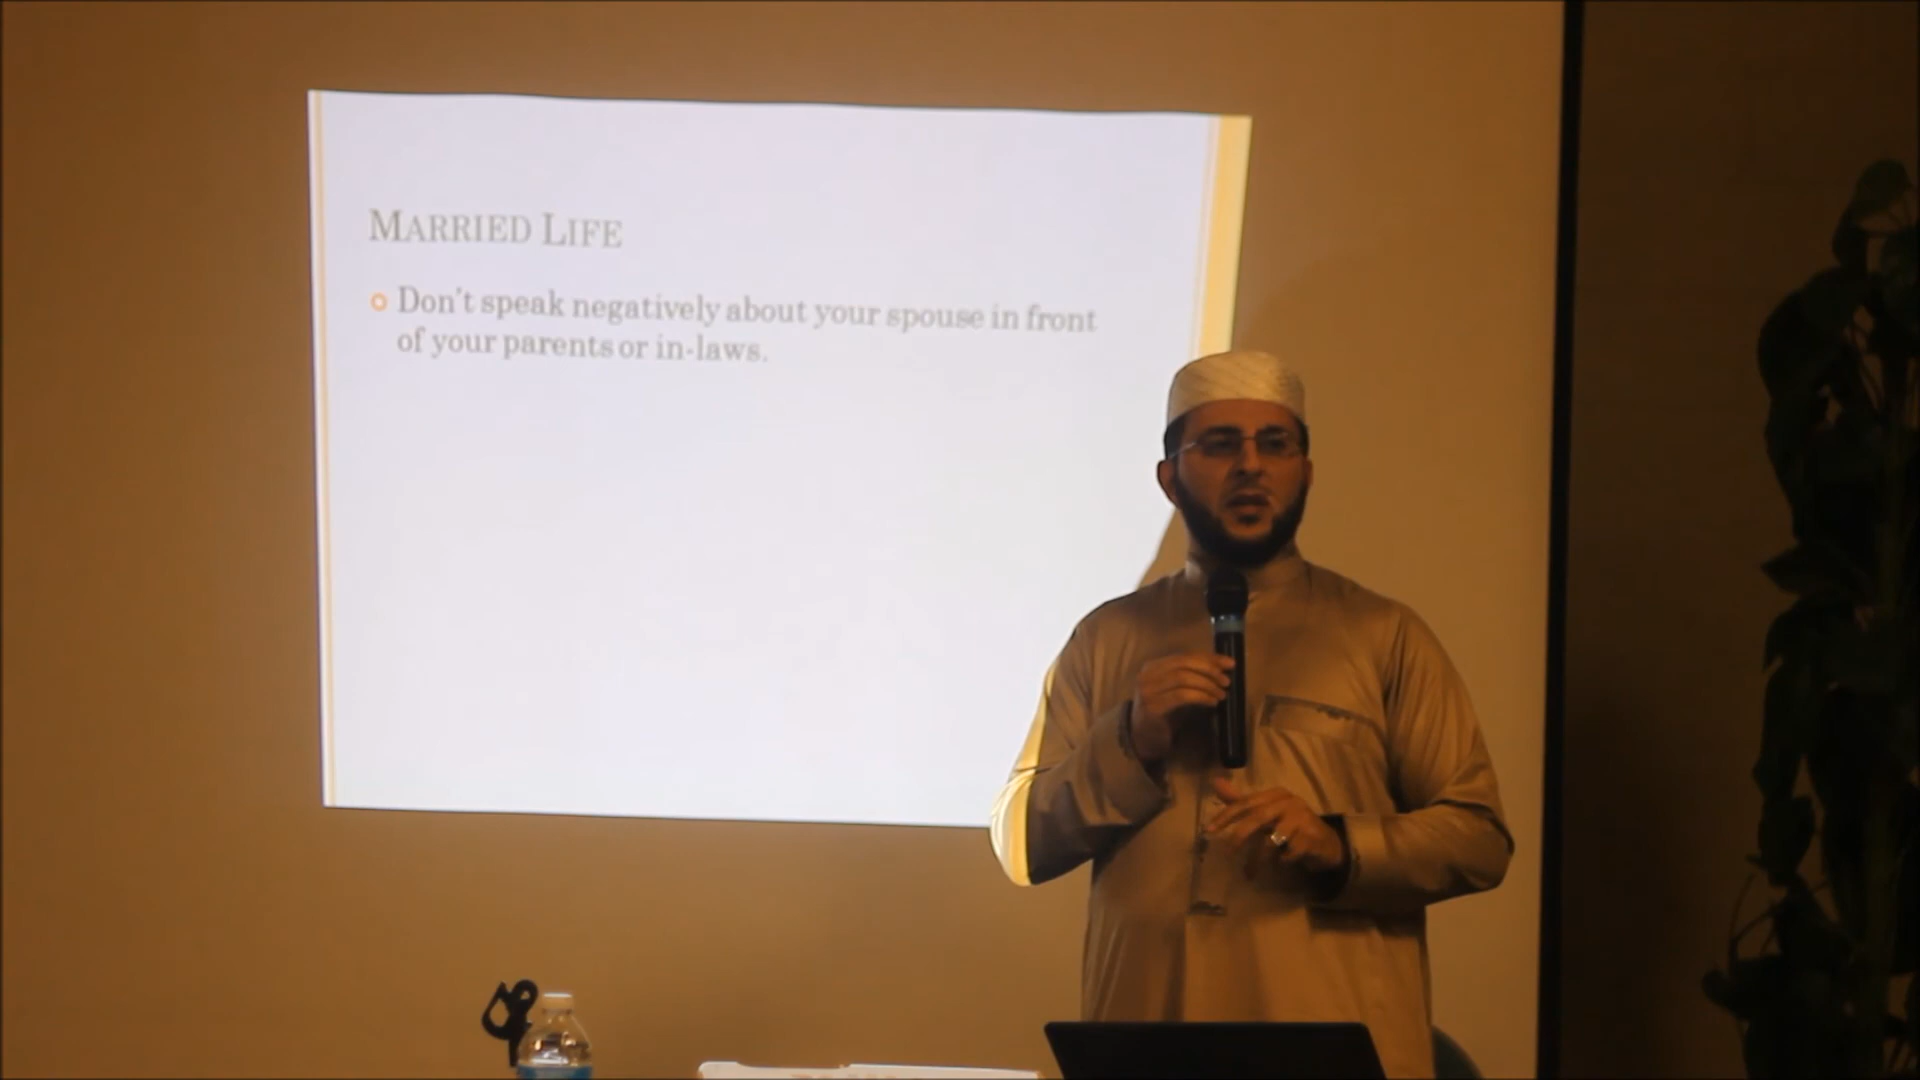 MARRIED LIFE
Don't speak negatively about your spouse in front
of your parents or in-laws.